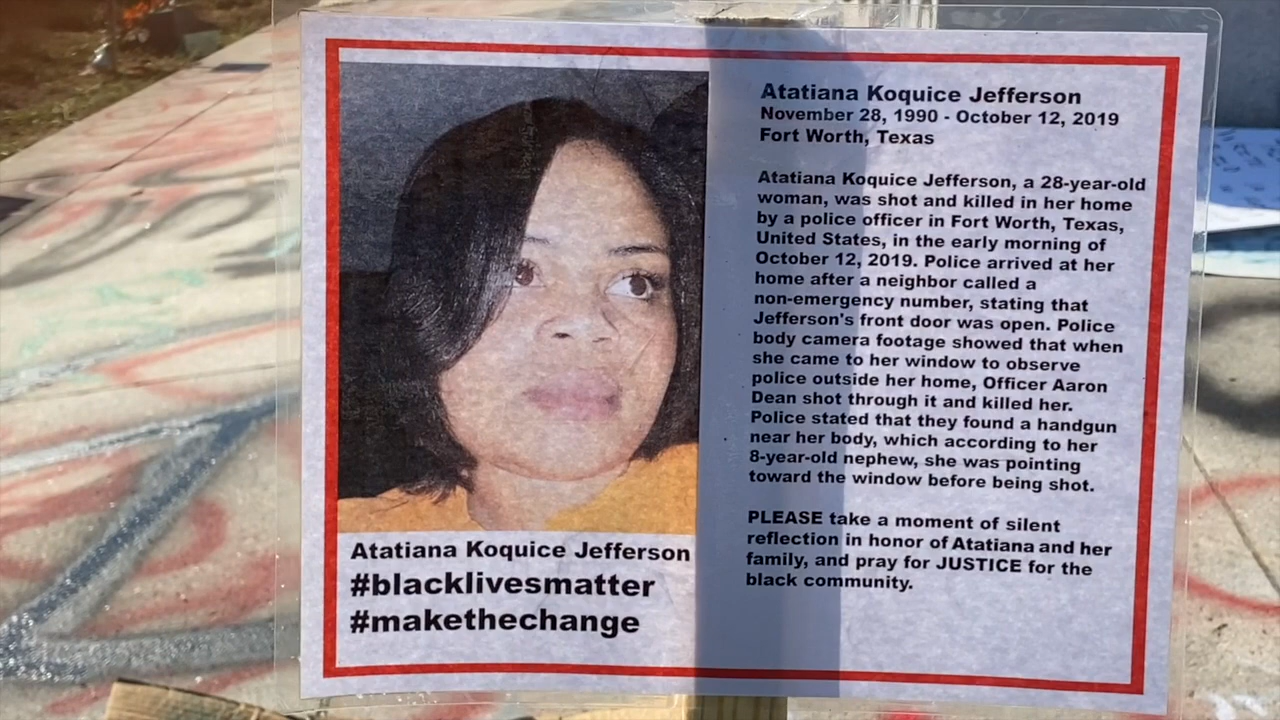 Atatiana Koquice Jefferson
#blacklivesmatter
#makethechange
Atatiana Koquice Jefferson
November 28, 1990 - October 12, 2019
Fort Worth, Texas
Atatiana Koquice Jefferson, a 28-year-old
woman, was shot and killed in her home
by a police officer in Fort Worth, Texas,
United States, in the early morning of
October 12, 2019. Police arrived at her
home after a neighbor called a
non-emergency number, stating that
Jefferson's front door was open. Police
body camera footage showed that when
she came to her window to observe
police outside her home, Officer Aaron
Dean shot through it and killed her.
Police stated that they found a handgun
near her body, which according to her
8-year-old nephew, she was pointing
toward the window before being shot.
PLEASE take a moment of silent
reflection in honor of Atatiana and her
family, and pray for JUSTICE for the
black community.